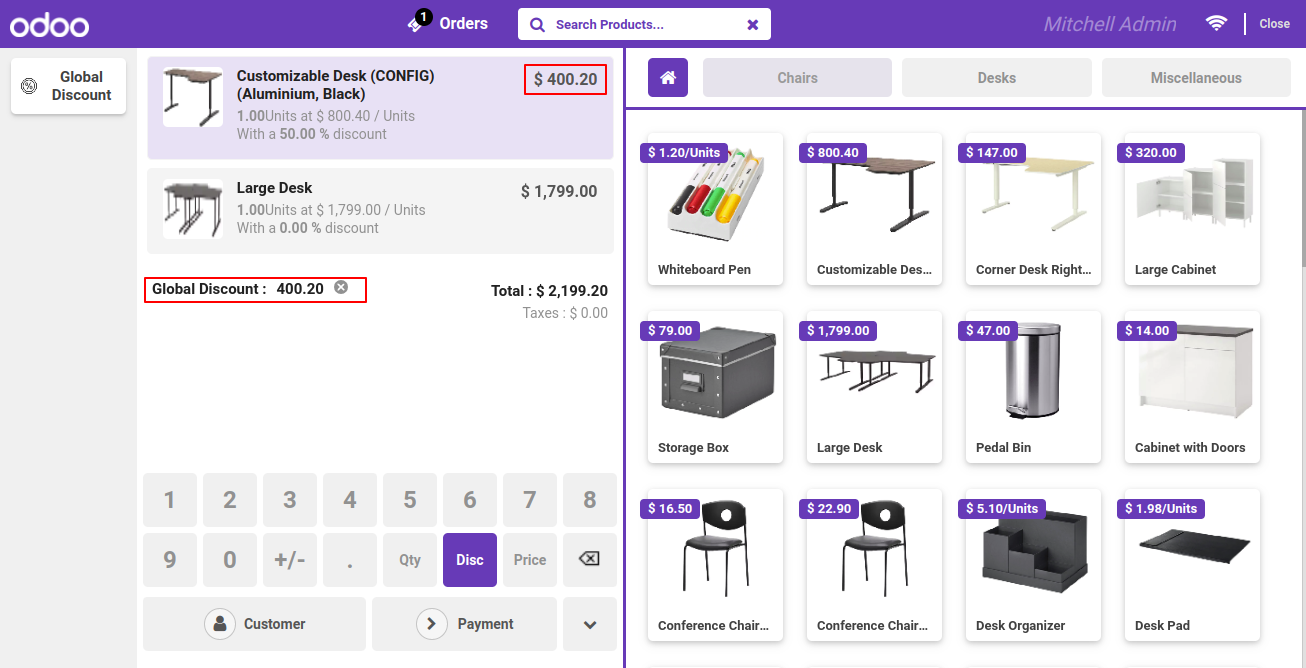 odoo
1
Orders
Search Products...
Mitchell Admin
Close
Global
Discount
Customizable Desk (CONFIG)
(Aluminium, Black)
$ 400.20
1.00Units at $ 800.40 / Units
With a 50.00 % discount
Large Desk
$ 1,799.00
1.00Units at $ 1,799.00 / Units
With a 0.00 % discount
Global Discount : 400.20
Total : $ 2,199.20
Taxes : $ 0.00
1 2 3 4 5 6 7 8
9 0 +/- . Qty Disc Price
Customer
Payment
Chairs
Desks
Miscellaneous
$ 1.20/Units
Whiteboard Pen
$ 800.40
Customizable Des...
$ 147.00
Corner Desk Right...
$ 320.00
Large Cabinet
$ 79.00
Storage Box
$ 1,799.00
Large Desk
$ 47.00
Pedal Bin
$ 14.00
Cabinet with Doors
$ 16.50
Conference Chair...
$ 22.90
Conference Chair...
$ 5.10/Units
Desk Organizer
$ 1.98/Units
Desk Pad